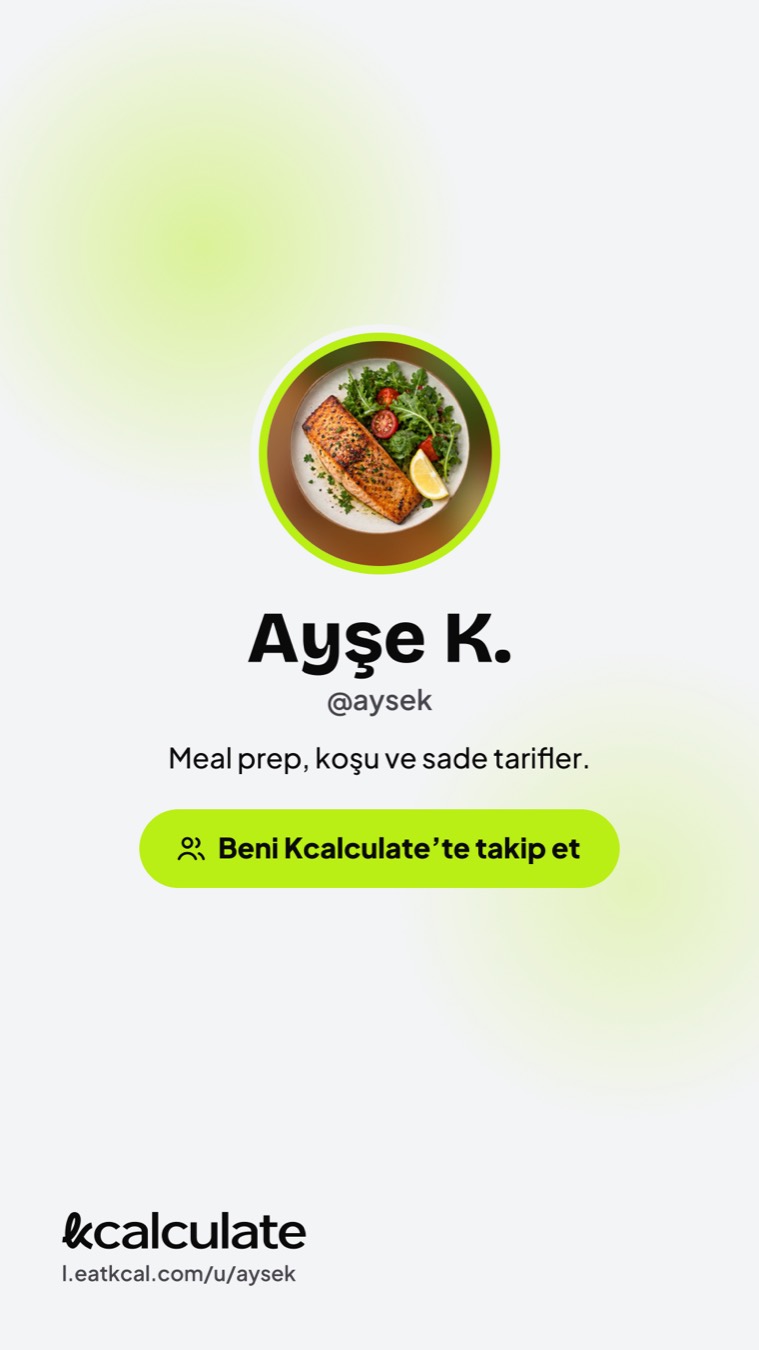 Ayşe K.
@aysek
Meal prep, koşu ve sade tarifler.
Beni Kcalculate’te takip et
kcalculate
l.eatkcal.com/u/aysek